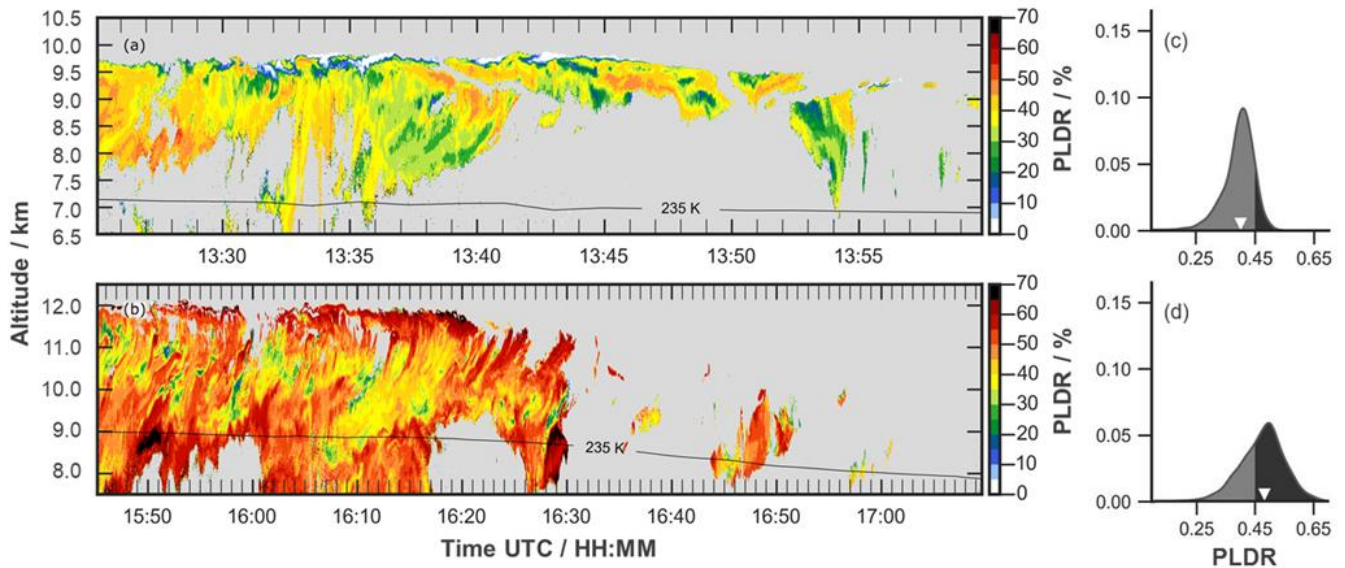 10.5
10.0
9.5
9.0
8.5
8.0
7.5
7.0
6.5
(a)
235 K
13:30 13:35 13:40 13:45 13:50 13:55
70
60
50
40
30
20
10
0
PLDR / %
(c)
0.15
0.10
0.05
0.00
0.25 0.45 0.65
Altitude / km
12.0
11.0
10.0
9.0
8.0
(b)
235 K
15:50 16:00 16:10 16:20 16:30 16:40 16:50 17:00
Time UTC / HH:MM
70
60
50
40
30
20
10
0
PLDR / %
(d)
0.15
0.10
0.05
0.00
0.25 0.45 0.65
PLDR